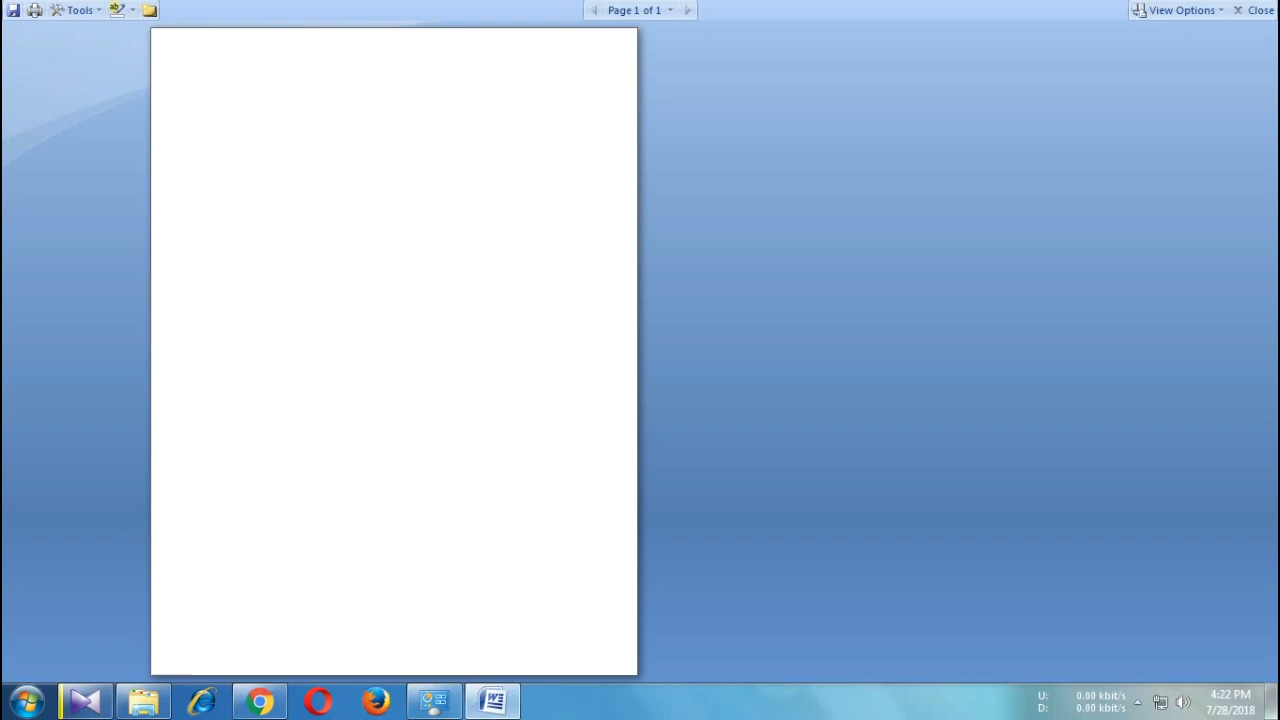 Tools
Page 1 of 1
View Options
Close
U: 0.00 kbit/s
D: 0.00 kbit/s
4:22 PM
7/28/2018